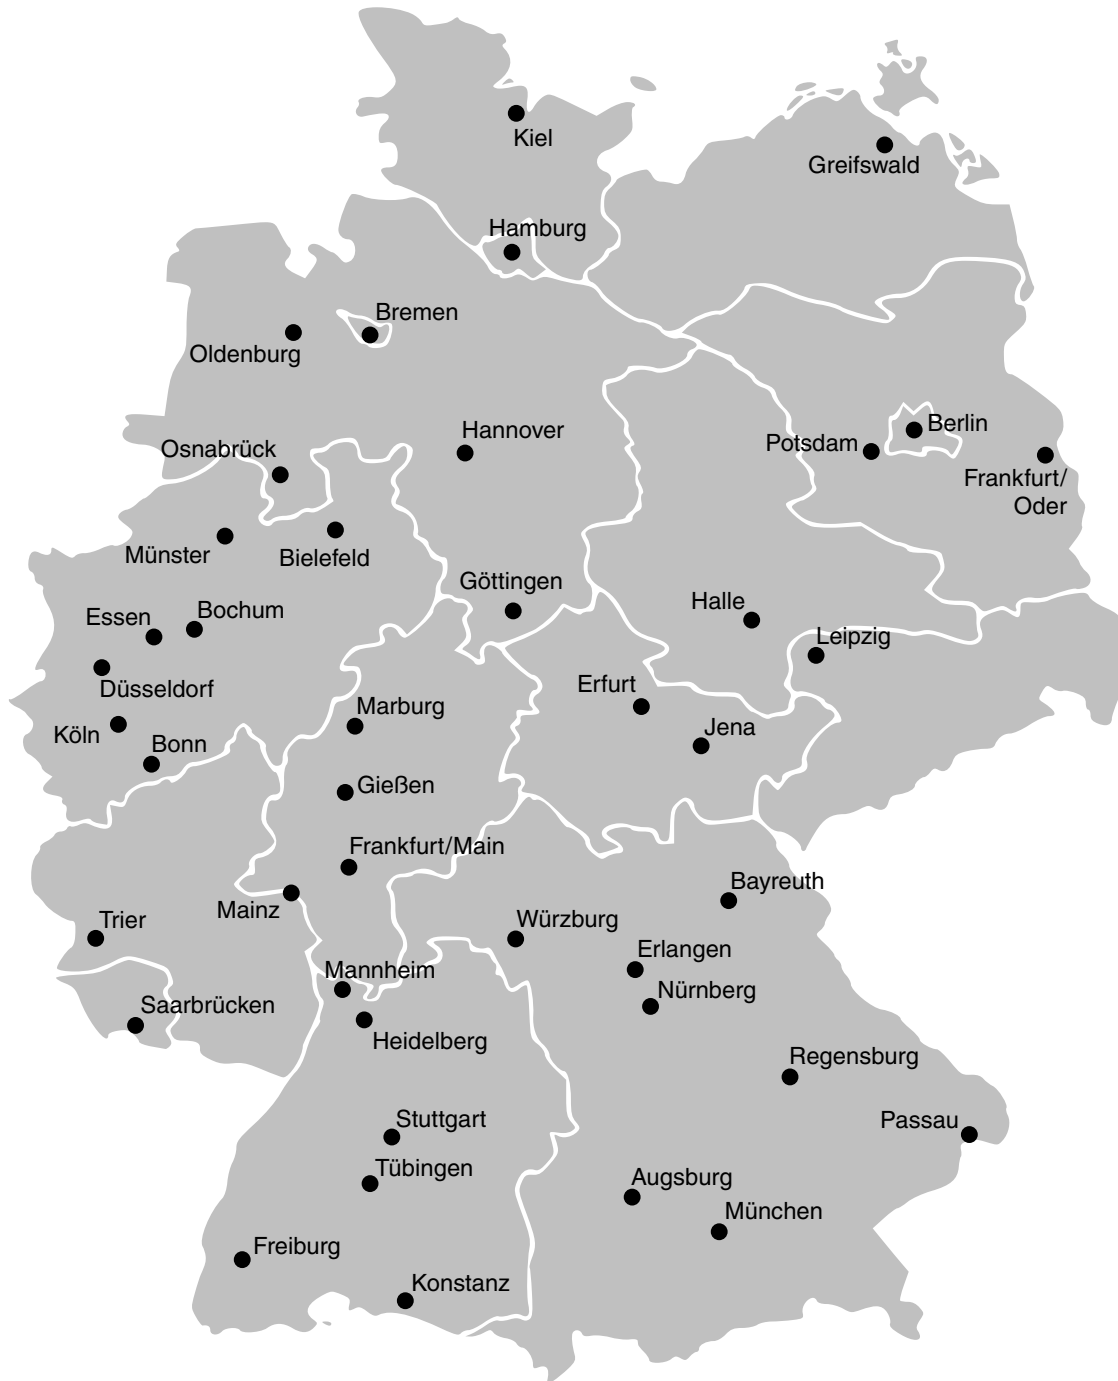 Kiel
Greifswald
Hamburg
Bremen
Oldenburg
Hannover
Osnabrück
Berlin
Potsdam
Frankfurt/
Oder
Münster
Bielefeld
Göttingen
Halle
Essen
Bochum
Leipzig
Düsseldorf
Erfurt
Marburg
Jena
Köln
Bonn
Gießen
Frankfurt/Main
Bayreuth
Mainz
Trier
Würzburg
Erlangen
Mannheim
Nürnberg
Saarbrücken
Heidelberg
Regensburg
Stuttgart
Passau
Tübingen
Augsburg
München
Freiburg
Konstanz